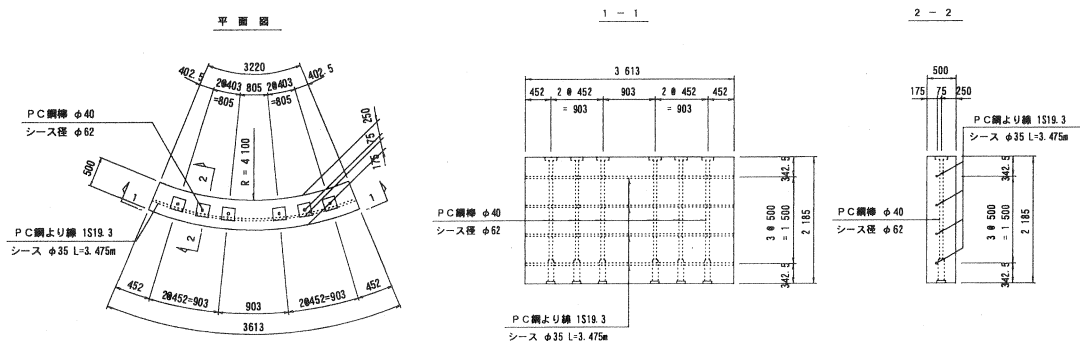 平 面 図
3220
402.5 2@403 805 2@403 402.5
=805 =805
PC鋼棒 φ40
シース径 φ62
R = 4 100
250
75
175
500
2
1 1
2
PC鋼より線 1S19.3
シース φ35 L=3.475m
452 2@452=903 903 2@452=903 452
3613
1 - 1
3 613
452 2 @ 452 903 2 @ 452 452
= 903 = 903
PC鋼棒 φ40
シース径 φ62
342.5
3 @ 500
= 1 500
342.5
2 185
PC鋼より線 1S19.3
シース φ35 L=3.475m
2 - 2
500
175 75 250
PC鋼より線 1S19.3
シース φ35 L=3.475m
PC鋼棒 φ40
シース径 φ62
342.5
3 @ 500
= 1 500
342.5
2 185